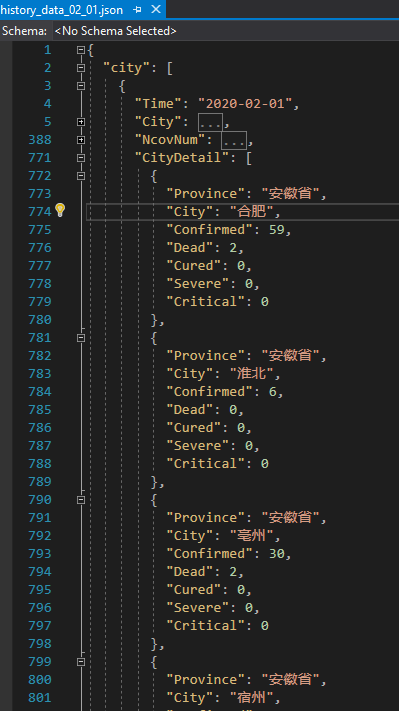 history_data_02_01.json
Schema: <No Schema Selected>
1 {
2 "city": [
3 {
4 "Time": "2020-02-01",
5 "City": ...,
388 "NcovNum": ...,
771 "CityDetail": [
772 {
773 "Province": "安徽省",
774 "City": "合肥",
775 "Confirmed": 59,
776 "Dead": 2,
777 "Cured": 0,
778 "Severe": 0,
779 "Critical": 0
780 },
781 {
782 "Province": "安徽省",
783 "City": "淮北",
784 "Confirmed": 6,
785 "Dead": 0,
786 "Cured": 0,
787 "Severe": 0,
788 "Critical": 0
789 },
790 {
791 "Province": "安徽省",
792 "City": "亳州",
793 "Confirmed": 30,
794 "Dead": 2,
795 "Cured": 0,
796 "Severe": 0,
797 "Critical": 0
798 },
799 {
800 "Province": "安徽省",
801 "City": "宿州",